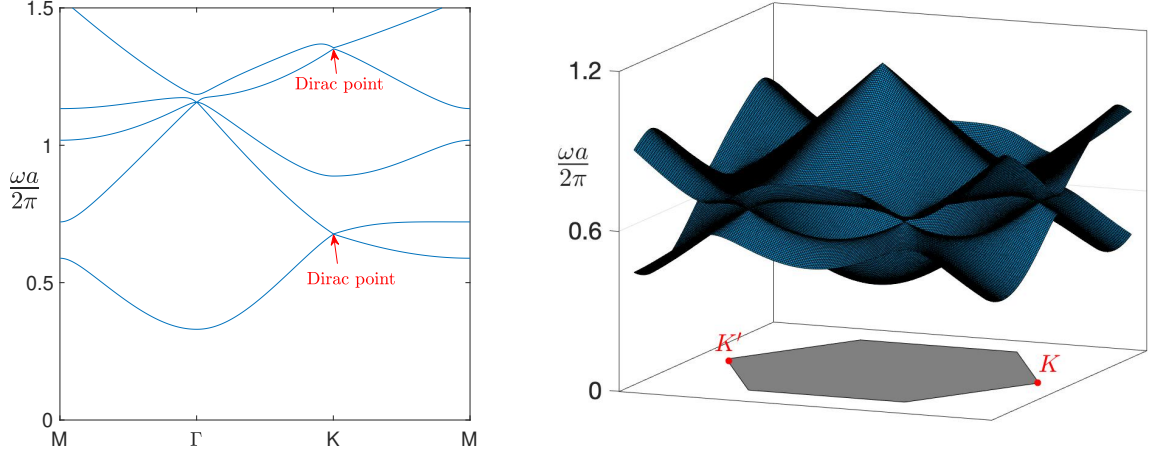 1.5
1
0.5
0
ωa
2π
M
Γ
K
M
Dirac point
Dirac point
1.2
0.6
0
ωa
2π
K′
K